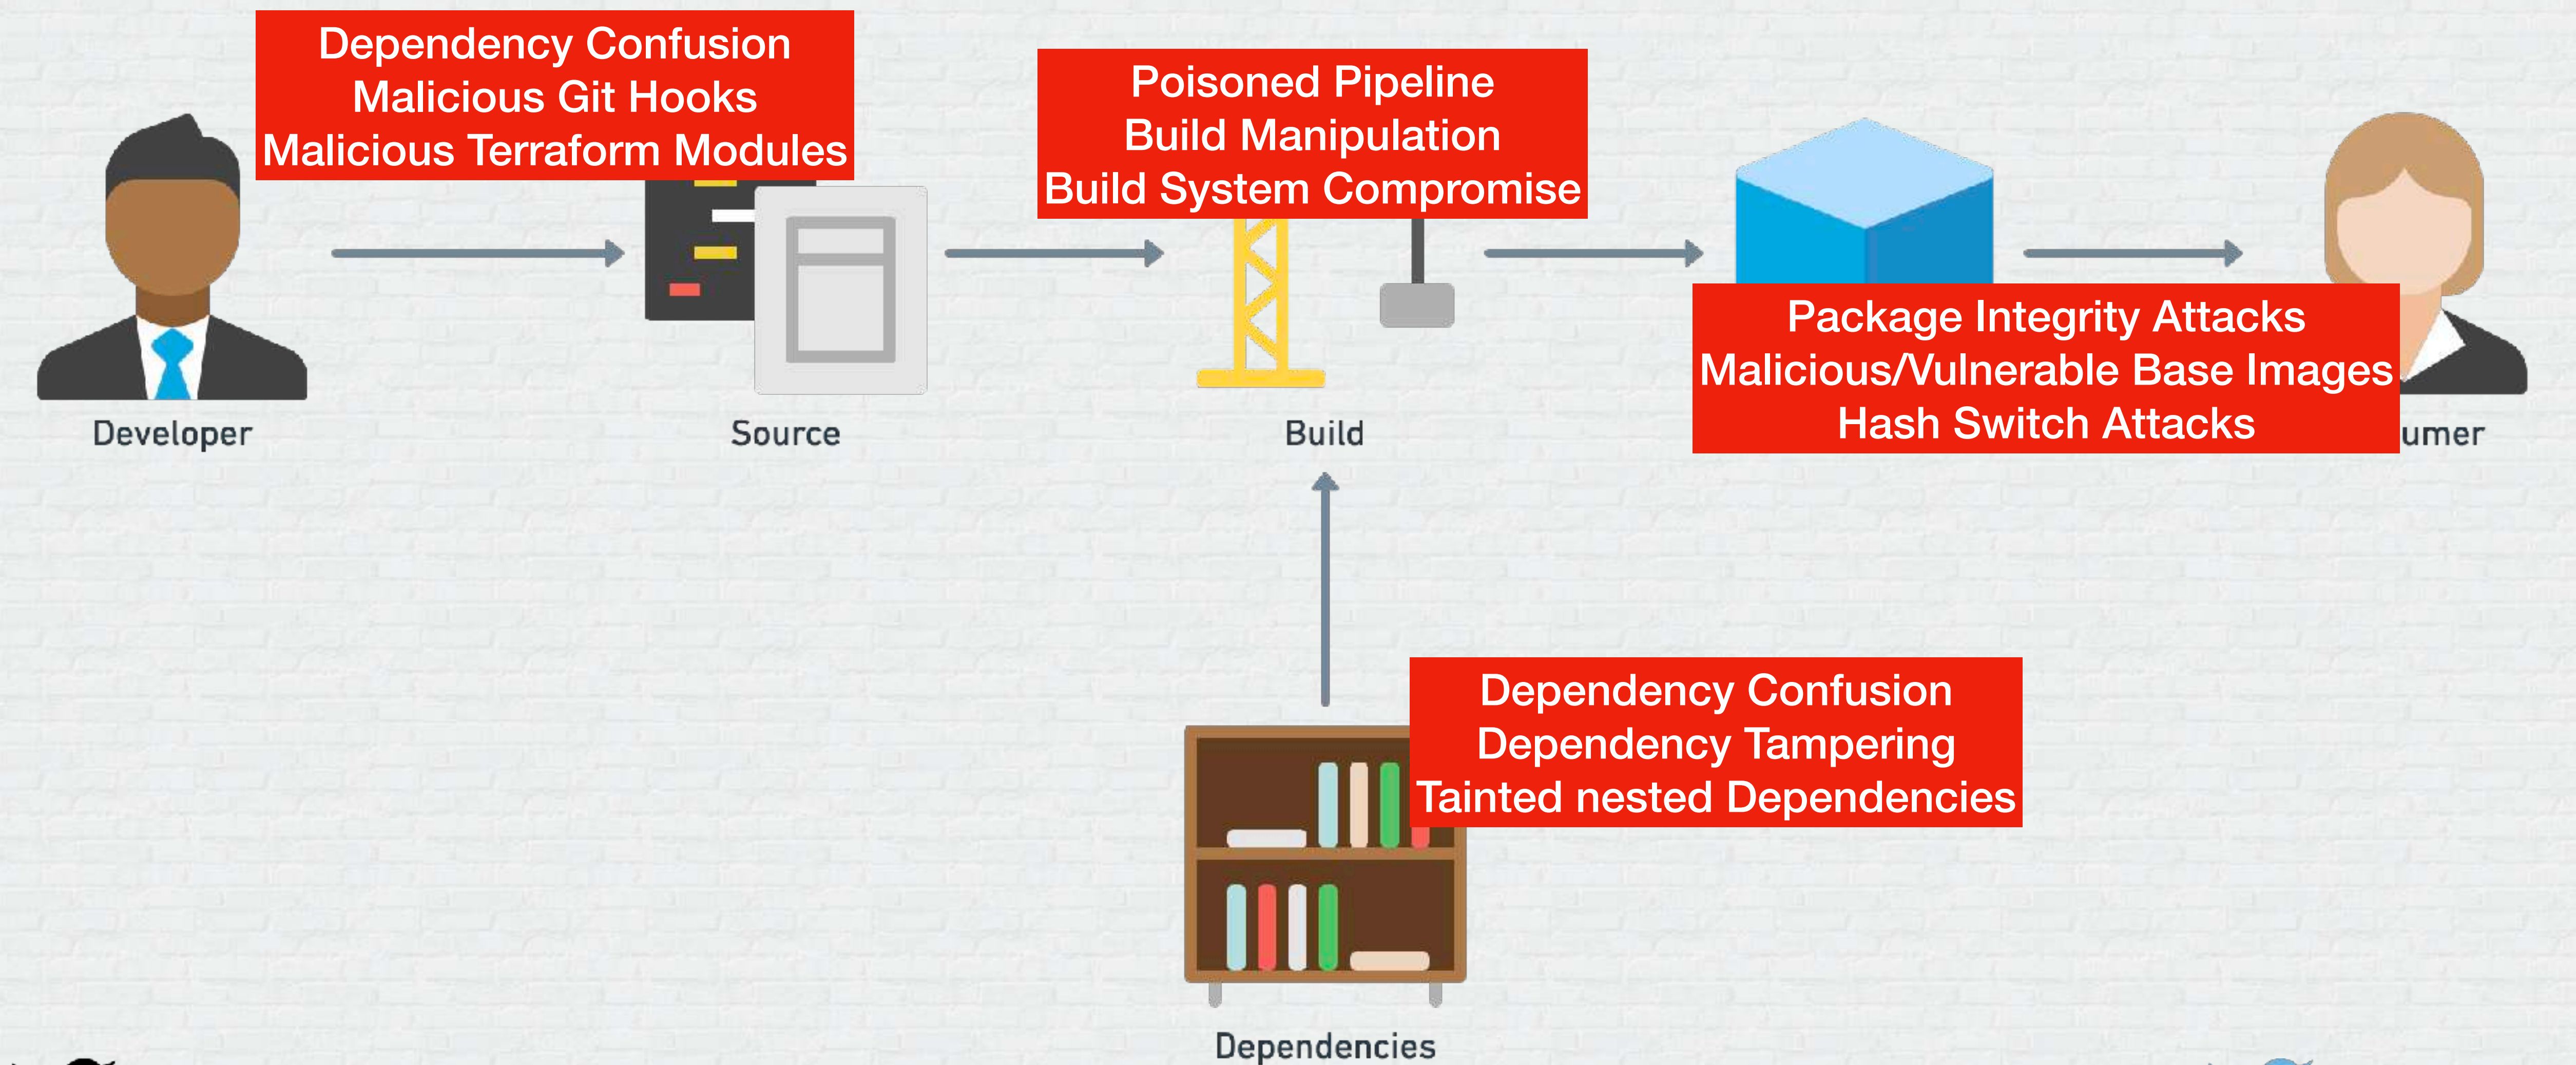 Dependency Confusion
Malicious Git Hooks
Malicious Terraform Modules
Poisoned Pipeline
Build Manipulation
Build System Compromise
Package Integrity Attacks
Malicious/Vulnerable Base Images
Hash Switch Attacks
Developer
Source
Build
umer
Dependency Confusion
Dependency Tampering
Tainted nested Dependencies
Dependencies